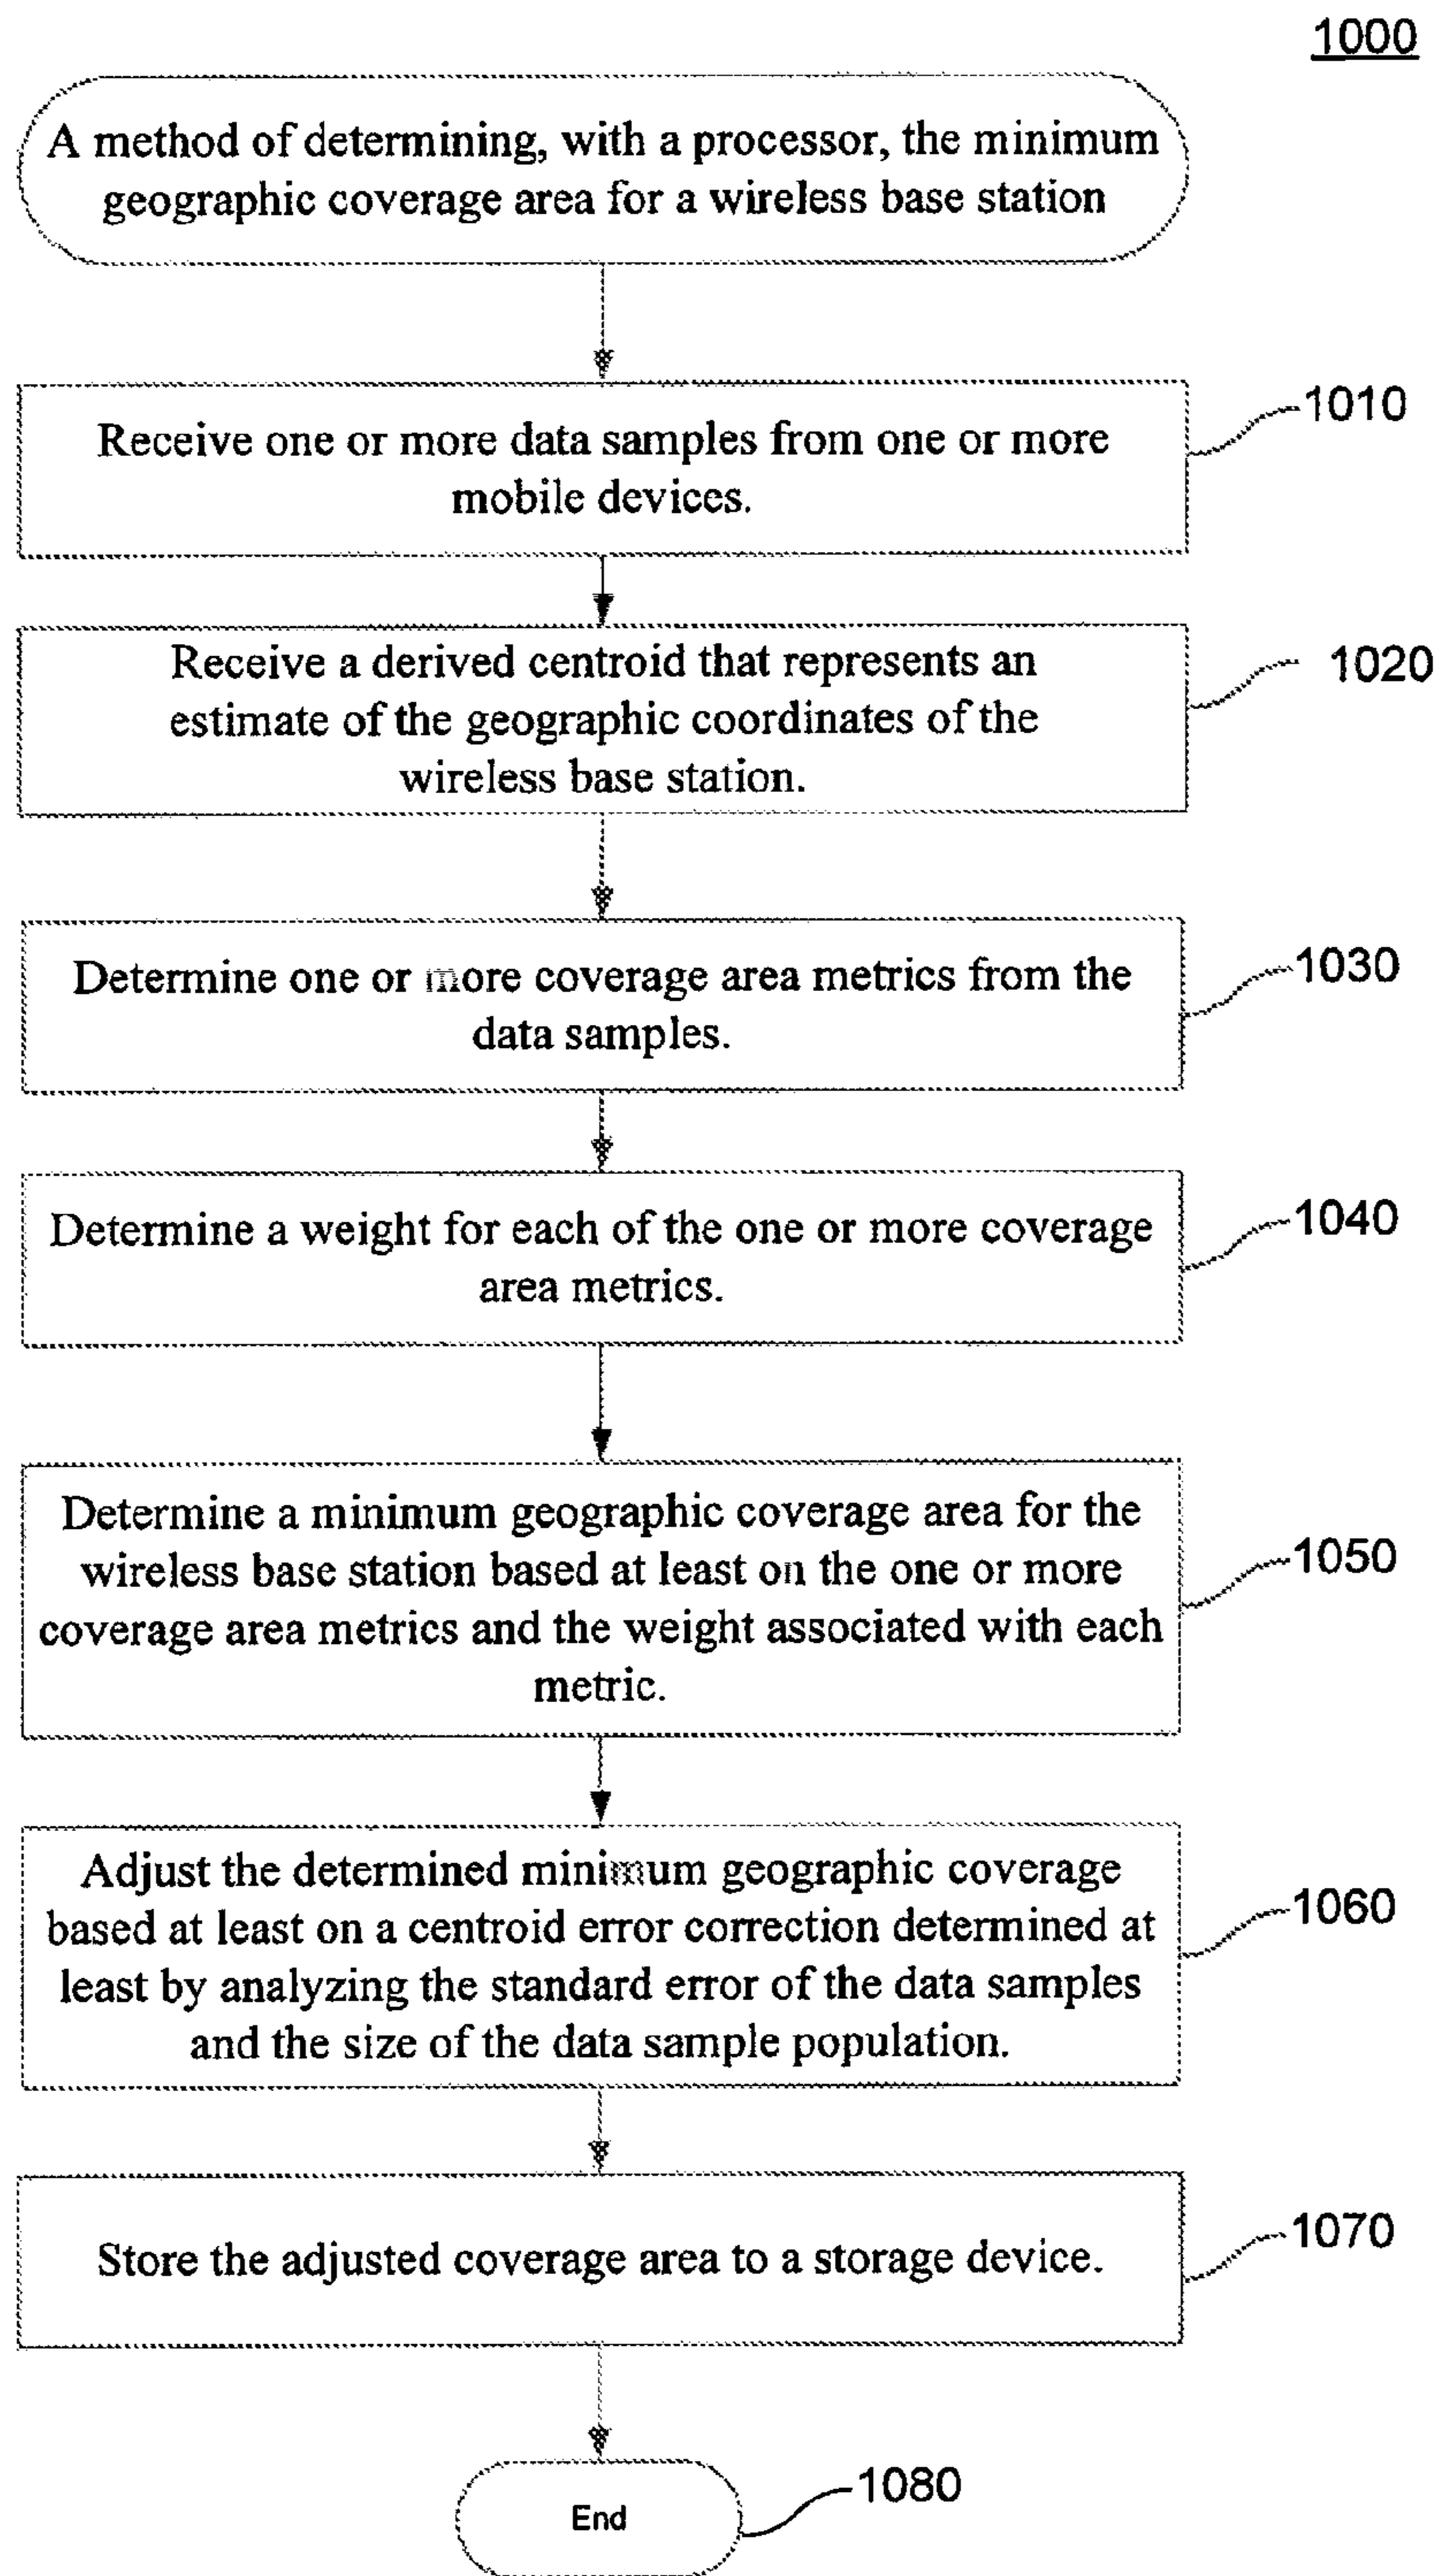 1000
A method of determining, with a processor, the minimum
geographic coverage area for a wireless base station
1010
Receive one or more data samples from one or more
mobile devices.
1020
Receive a derived centroid that represents an
estimate of the geographic coordinates of the
wireless base station.
1030
Determine one or more coverage area metrics from the
data samples.
1040
Determine a weight for each of the one or more coverage
area metrics.
1050
Determine a minimum geographic coverage area for the
wireless base station based at least on the one or more
coverage area metrics and the weight associated with each
metric.
1060
Adjust the determined minimum geographic coverage
based at least on a centroid error correction determined at
least by analyzing the standard error of the data samples
and the size of the data sample population.
1070
Store the adjusted coverage area to a storage device.
1080
End